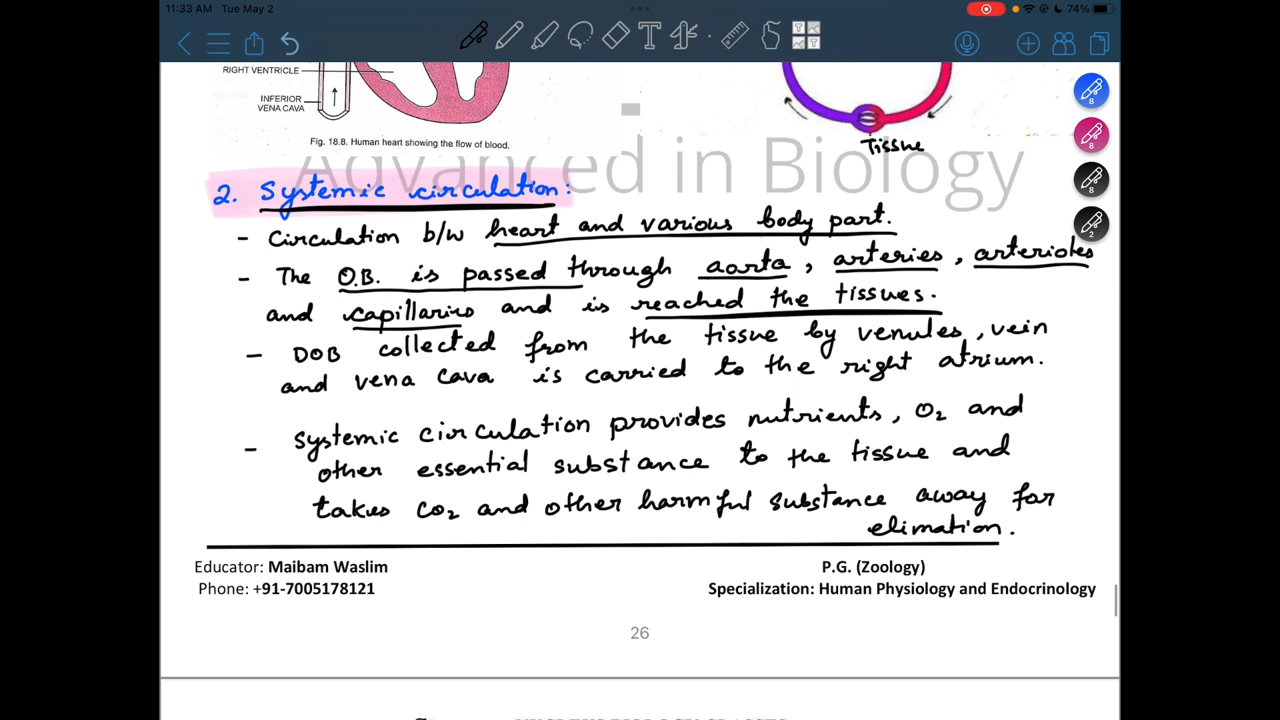 11:33 AM Tue May 2
74%
RIGHT VENTRICLE
INFERIOR
VENA CAVA
Fig. 18.8. Human heart showing the flow of blood.
Tissue
Advanced in Biology
2. Systemic circulation:
- Circulation b/w heart and various body part.
- The O.B. is passed through aorta, arteries, arterioles
and capillaries and is reached the tissues.
- DOB collected from the tissue by venules, vein
and vena cava is carried to the right atrium.
- Systemic circulation provides nutrients, O2 and
other essential substance to the tissue and
takes CO2 and other harmful substance away for
elimation.
Educator: Maibam Waslim
P.G. (Zoology)
Phone: +91-7005178121
Specialization: Human Physiology and Endocrinology
26
8
8
8
2